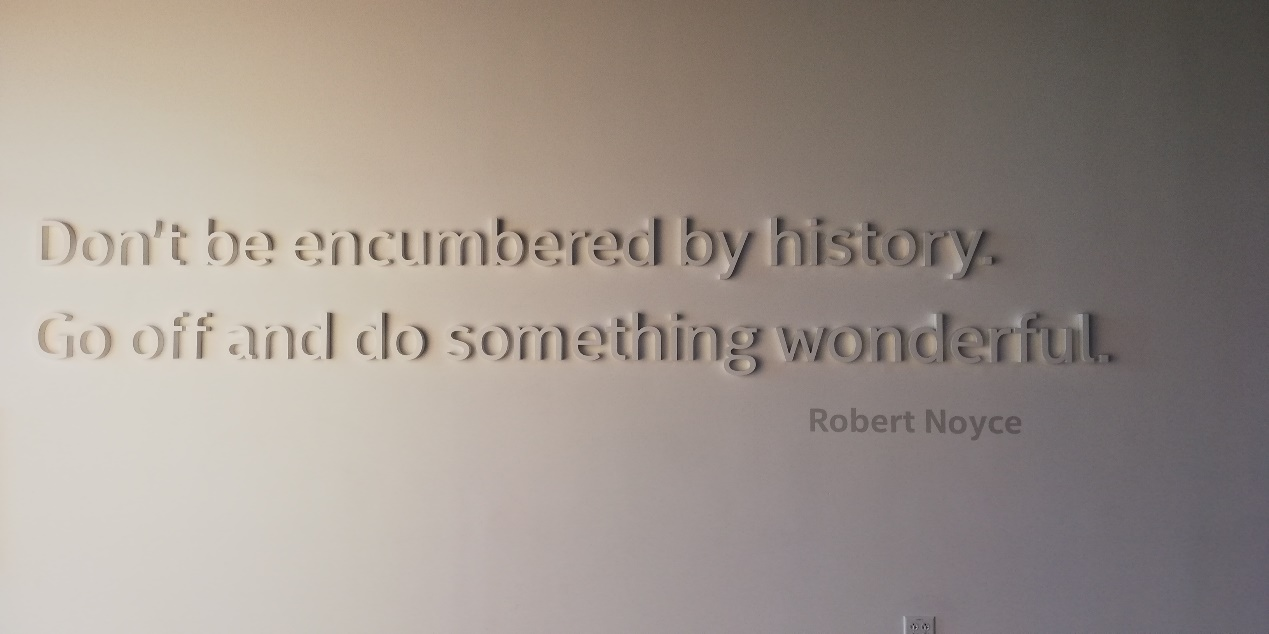 Don't be encumbered by history.
Go off and do something wonderful.
Robert Noyce